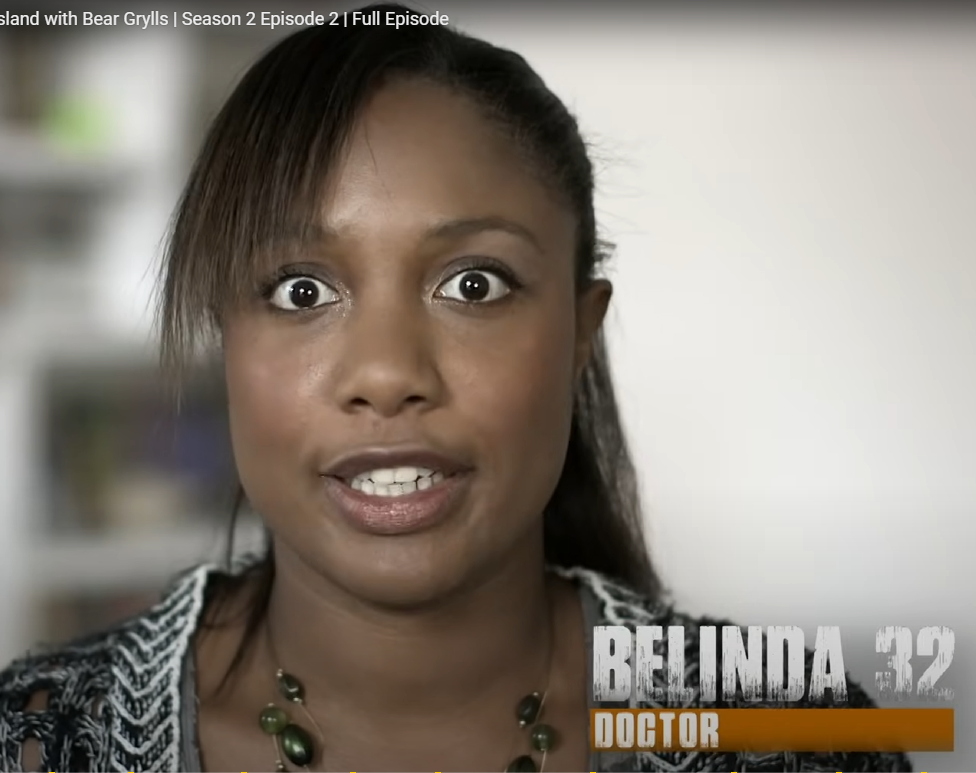 sland with Bear Grylls | Season 2 Episode 2 | Full Episode
BELINDA 32
DOCTOR